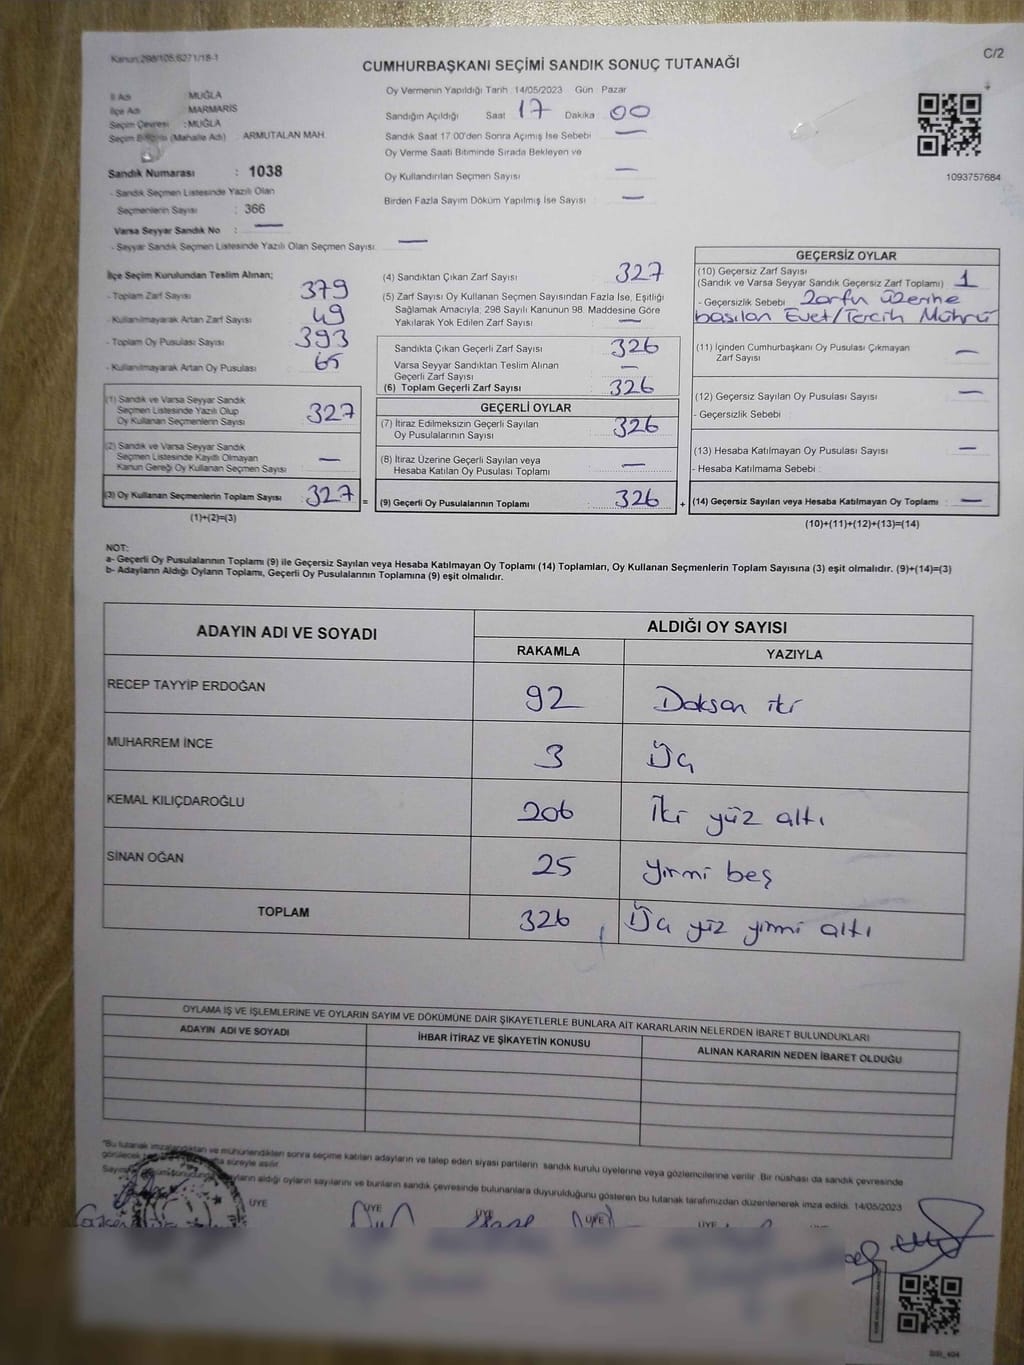 Kanun:298/105;6271/18-1
C/2
CUMHURBAŞKANI SEÇİMİ SANDIK SONUÇ TUTANAĞI
İl Adı : MUĞLA
İlçe Adı : MARMARİS
Seçim Çevresi : MUĞLA
Seçim Bölgesi (Mahalle Adı) ARMUTALAN MAH.
Sandık Numarası : 1038
- Sandık Seçmen Listesinde Yazılı Olan
Seçmenlerin Sayısı : 366
Varsa Seyyar Sandık No : —
- Seyyar Sandık Seçmen Listesinde Yazılı Olan Seçmen Sayısı: —
Oy Vermenin Yapıldığı Tarih : 14/05/2023 Gün : Pazar
Sandığın Açıldığı Saat 17 Dakika 00
Sandık Saat 17:00'den Sonra Açımış İse Sebebi —
Oy Verme Saati Bitiminde Sırada Bekleyen ve
Oy Kullandırılan Seçmen Sayısı —
Birden Fazla Sayım Döküm Yapılmış İse Sayısı : —
1093757684
İlçe Seçim Kurulundan Teslim Alınan;
- Toplam Zarf Sayısı 379
- Kullanılmayarak Artan Zarf Sayısı 49
- Toplam Oy Pusulası Sayısı 393
- Kullanılmayarak Artan Oy Pusulası 65
(1) Sandık ve Varsa Seyyar Sandık
Seçmen Listesinde Yazılı Olup
Oy Kullanan Seçmenlerin Sayısı 327
(2) Sandık ve Varsa Seyyar Sandık
Seçmen Listesinde Kayıtlı Olmayan
Kanun Gereği Oy Kullanan Seçmen Sayısı —
(3) Oy Kullanan Seçmenlerin Toplam Sayısı 327 =
(1)+(2)=(3)
(4) Sandıktan Çıkan Zarf Sayısı 327
(5) Zarf Sayısı Oy Kullanan Seçmen Sayısından Fazla İse, Eşitliği
Sağlamak Amacıyla, 298 Sayılı Kanunun 98. Maddesine Göre
Yakılarak Yok Edilen Zarf Sayısı —
Sandıkta Çıkan Geçerli Zarf Sayısı 326
Varsa Seyyar Sandıktan Teslim Alınan
Geçerli Zarf Sayısı —
(6) Toplam Geçerli Zarf Sayısı 326
GEÇERLİ OYLAR
(7) İtiraz Edilmeksizin Geçerli Sayılan
Oy Pusulalarının Sayısı 326
(8) İtiraz Üzerine Geçerli Sayılan veya
Hesaba Katılan Oy Pusulası Toplamı —
(9) Geçerli Oy Pusulalarının Toplamı 326 +
GEÇERSİZ OYLAR
(10) Geçersiz Zarf Sayısı
(Sandık ve Varsa Seyyar Sandık Geçersiz Zarf Toplamı) 1
- Geçersizlik Sebebi Zarfın üzerine
basılan Evet/Tercih Mührü
(11) İçinden Cumhurbaşkanı Oy Pusulası Çıkmayan
Zarf Sayısı —
(12) Geçersiz Sayılan Oy Pusulası Sayısı —
- Geçersizlik Sebebi :
(13) Hesaba Katılmayan Oy Pusulası Sayısı —
- Hesaba Katılmama Sebebi :
(14) Geçersiz Sayılan veya Hesaba Katılmayan Oy Toplamı —
(10)+(11)+(12)+(13)=(14)
NOT:
a- Geçerli Oy Pusulalarının Toplamı (9) ile Geçersiz Sayılan veya Hesaba Katılmayan Oy Toplamı (14) Toplamları, Oy Kullanan Seçmenlerin Toplam Sayısına (3) eşit olmalıdır. (9)+(14)=(3)
b- Adayların Aldığı Oyların Toplamı, Geçerli Oy Pusulalarının Toplamına (9) eşit olmalıdır.
ADAYIN ADI VE SOYADI
ALDIĞI OY SAYISI
RAKAMLA YAZIYLA
RECEP TAYYİP ERDOĞAN 92 Doksan iki
MUHARREM İNCE 3 Üç
KEMAL KILIÇDAROĞLU 206 İki yüz altı
SİNAN OĞAN 25 yirmi beş
TOPLAM 326 Üç yüz yirmi altı
OYLAMA İŞ VE İŞLEMLERİNE VE OYLARIN SAYIM VE DÖKÜMÜNE DAİR ŞİKAYETLERLE BUNLARA AİT KARARLARIN NELERDEN İBARET BULUNDUKLARI
ADAYIN ADI VE SOYADI İHBAR İTİRAZ VE ŞİKAYETİN KONUSU ALINAN KARARIN NEDEN İBARET OLDUĞU
*Bu tutanak imzalandıktan ve mühürlendikten sonra seçime katılan adayların ve talep eden siyasi partilerin sandık kurulu üyelerine veya gözlemcilerine verilir. Bir nüshası da sandık çevresinde
görülecek süreyle asılır.
Sayım aldığı oyların sayılarını ve bunların sandık çevresinde bulunanlara duyurulduğunu gösteren bu tutanak tarafımızdan düzenlenerek imza edildi. 14/05/2023
ÜYE ÜYE ÜYE ÜYE ÜYE ÜYE